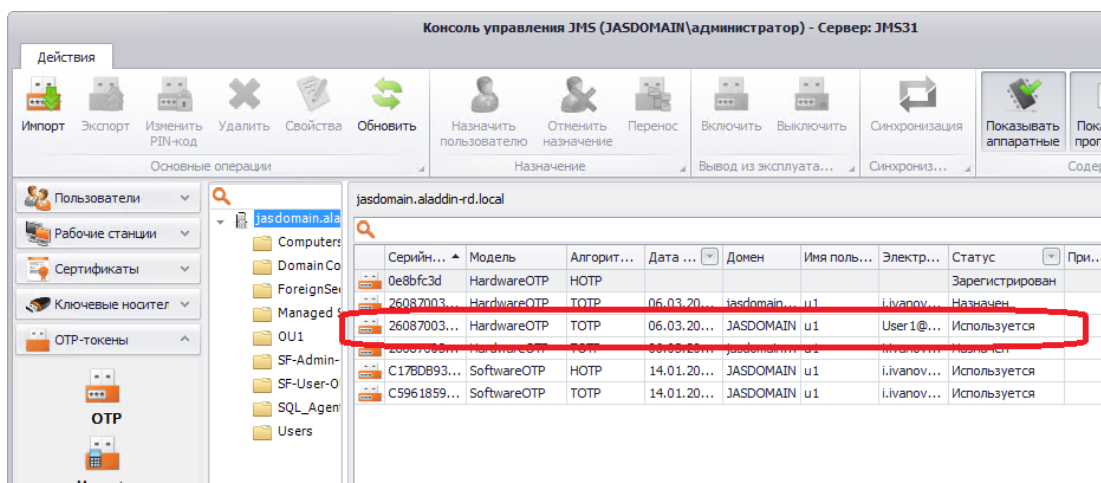 Консоль управления JMS (JASDOMAIN\администратор) - Сервер: JMS31
Действия
Импорт Экспорт Изменить PIN-код Удалить Свойства Обновить Назначить пользователю Отменить назначение Перенос Включить Выключить Синхронизация Показывать аппаратные
Основные операции Назначение Вывод из эксплуата... Синхрониз...
Пользователи
Рабочие станции
Сертификаты
Ключевые носител
OTP-токены
OTP
jasdomain.ala
Computers
DomainCo
ForeignSe
Managed S
OU1
SF-Admin-
SF-User-O
SQL_Agen
Users
jasdomain.aladdin-rd.local
Серийн... Модель Алгорит... Дата ... Домен Имя поль... Электр... Статус При...
0e8bfc3d HardwareOTP HOTP Зарегистрирован
26087003... HardwareOTP TOTP 06.03.20... jasdomain... u1 i.ivanov... Назначен
26087003... HardwareOTP TOTP 06.03.20... JASDOMAIN u1 User1@... Используется
C17BDB93... SoftwareOTP HOTP 14.01.20... JASDOMAIN u1 i.ivanov... Используется
C5961859... SoftwareOTP TOTP 14.01.20... JASDOMAIN u1 i.ivanov... Используется